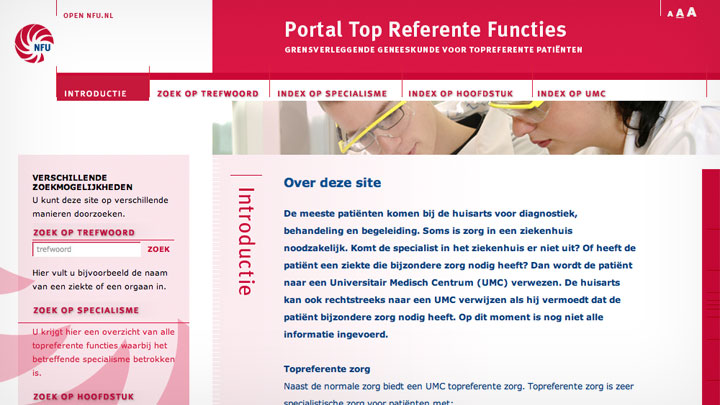 OPEN NFU.NL
A A A
NFU
Portal Top Referente Functies
GRENSVERLEGGENDE GENEESKUNDE VOOR TOPREFERENTE PATIËNTEN
INTRODUCTIE
ZOEK OP TREFWOORD
INDEX OP SPECIALISME
INDEX OP HOOFDSTUK
INDEX OP UMC
VERSCHILLENDE
ZOEKMOGELIJKHEDEN
U kunt deze site op verschillende
manieren doorzoeken.
ZOEK OP TREFWOORD
trefwoord ZOEK
Hier vult u bijvoorbeeld de naam
van een ziekte of een orgaan in.
ZOEK OP SPECIALISME
U krijgt hier een overzicht van alle
topreferente functies waarbij het
betreffende specialisme betrokken
is.
ZOEK OP HOOFDSTUK
Introductie
Over deze site
De meeste patiënten komen bij de huisarts voor diagnostiek,
behandeling en begeleiding. Soms is zorg in een ziekenhuis
noodzakelijk. Komt de specialist in het ziekenhuis er niet uit? Of heeft de
patiënt een ziekte die bijzondere zorg nodig heeft? Dan wordt de patiënt
naar een Universitair Medisch Centrum (UMC) verwezen. De huisarts
kan ook rechtstreeks naar een UMC verwijzen als hij vermoedt dat de
patiënt bijzondere zorg nodig heeft. Op dit moment is nog niet alle
informatie ingevoerd.
Topreferente zorg
Naast de normale zorg biedt een UMC topreferente zorg. Topreferente zorg is zeer
specialistische zorg voor patiënten met: